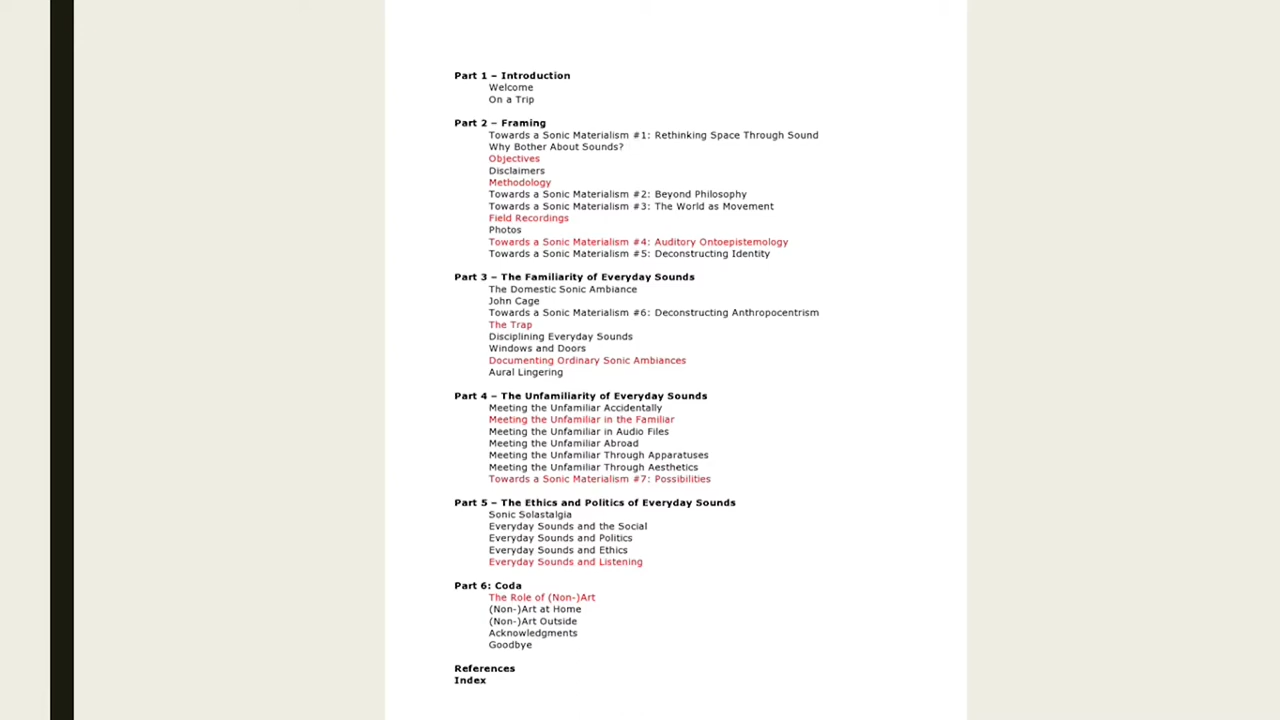 Part 1 – Introduction
Welcome
On a Trip
Part 2 – Framing
Towards a Sonic Materialism #1: Rethinking Space Through Sound
Why Bother About Sounds?
Objectives
Disclaimers
Methodology
Towards a Sonic Materialism #2: Beyond Philosophy
Towards a Sonic Materialism #3: The World as Movement
Field Recordings
Photos
Towards a Sonic Materialism #4: Auditory Ontoepistemology
Towards a Sonic Materialism #5: Deconstructing Identity
Part 3 – The Familiarity of Everyday Sounds
The Domestic Sonic Ambiance
John Cage
Towards a Sonic Materialism #6: Deconstructing Anthropocentrism
The Trap
Disciplining Everyday Sounds
Windows and Doors
Documenting Ordinary Sonic Ambiances
Aural Lingering
Part 4 – The Unfamiliarity of Everyday Sounds
Meeting the Unfamiliar Accidentally
Meeting the Unfamiliar in the Familiar
Meeting the Unfamiliar in Audio Files
Meeting the Unfamiliar Abroad
Meeting the Unfamiliar Through Apparatuses
Meeting the Unfamiliar Through Aesthetics
Towards a Sonic Materialism #7: Possibilities
Part 5 – The Ethics and Politics of Everyday Sounds
Sonic Solastalgia
Everyday Sounds and the Social
Everyday Sounds and Politics
Everyday Sounds and Ethics
Everyday Sounds and Listening
Part 6: Coda
The Role of (Non-)Art
(Non-)Art at Home
(Non-)Art Outside
Acknowledgments
Goodbye
References
Index